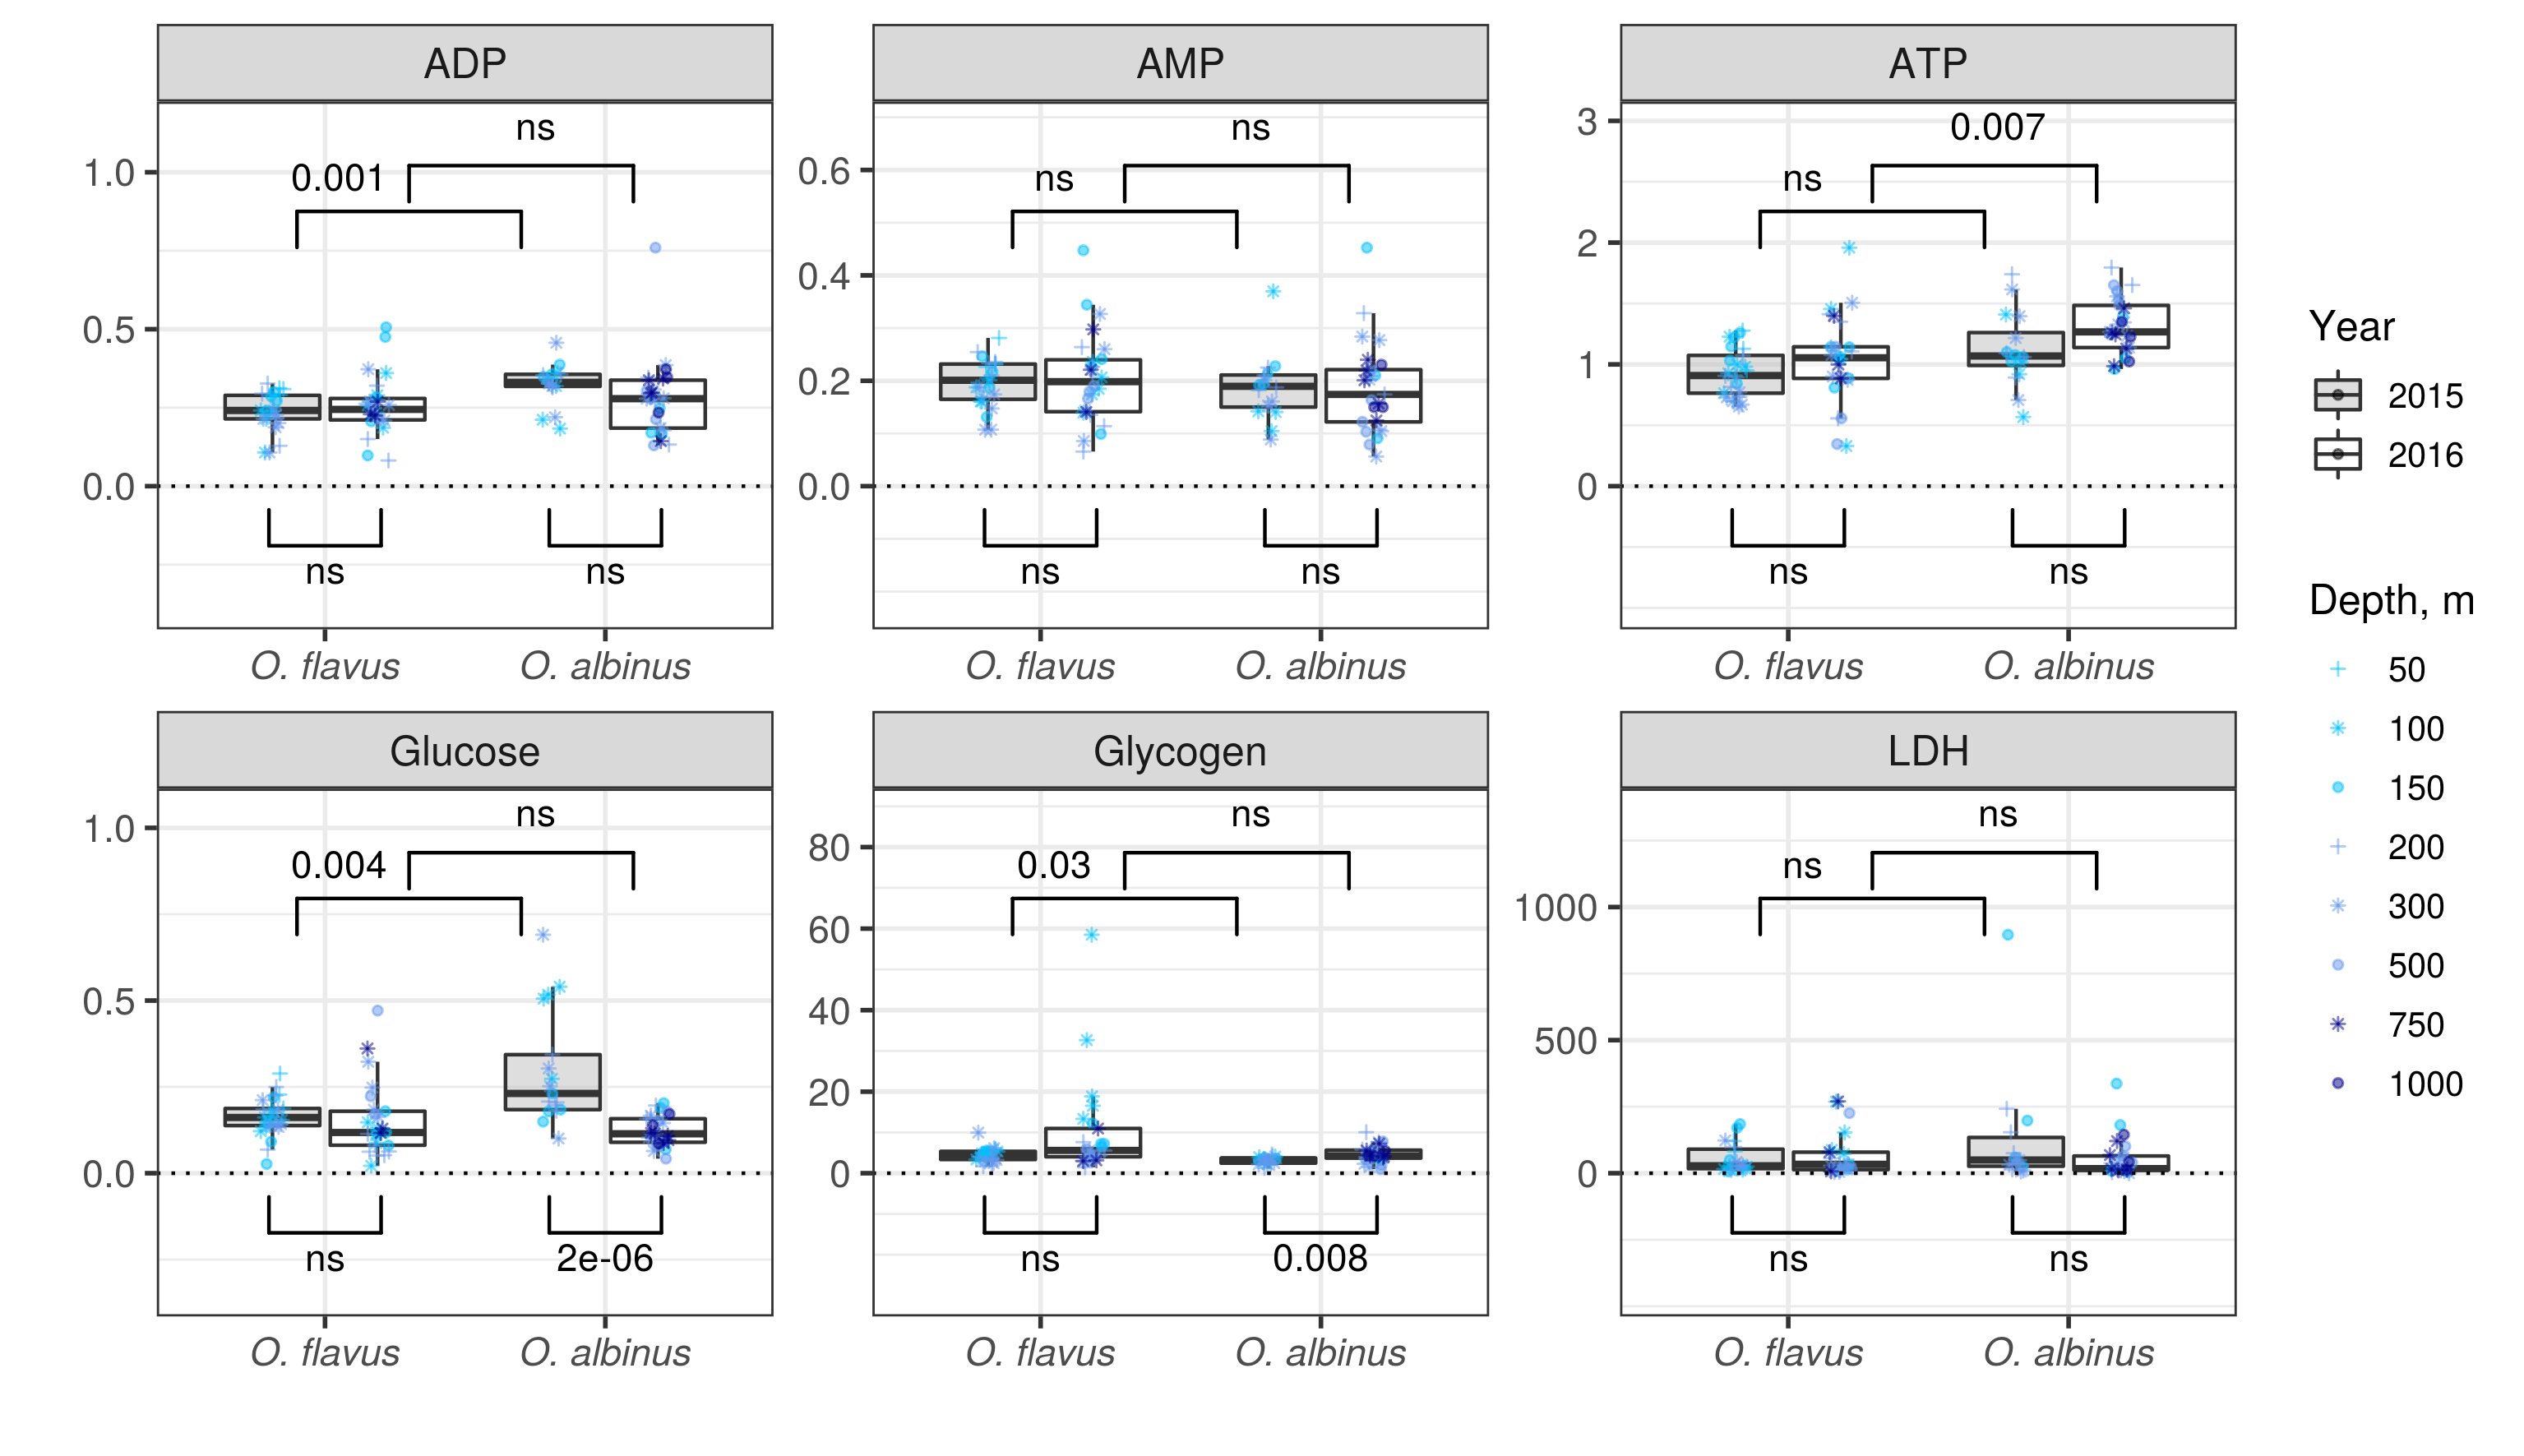 ADP
AMP
ATP
ns
0.001
1.0
0.5
0.0
ns
ns
O. flavus
O. albinus
ns
ns
0.6
0.4
0.2
0.0
ns
ns
O. flavus
O. albinus
0.007
ns
3
2
1
0
ns
ns
O. flavus
O. albinus
Year
2015
2016
Depth, m
50
100
150
200
300
500
750
1000
Glucose
Glycogen
LDH
ns
0.004
1.0
0.5
0.0
ns
2e-06
O. flavus
O. albinus
ns
0.03
80
60
40
20
0
ns
0.008
O. flavus
O. albinus
ns
ns
1000
500
0
ns
ns
O. flavus
O. albinus